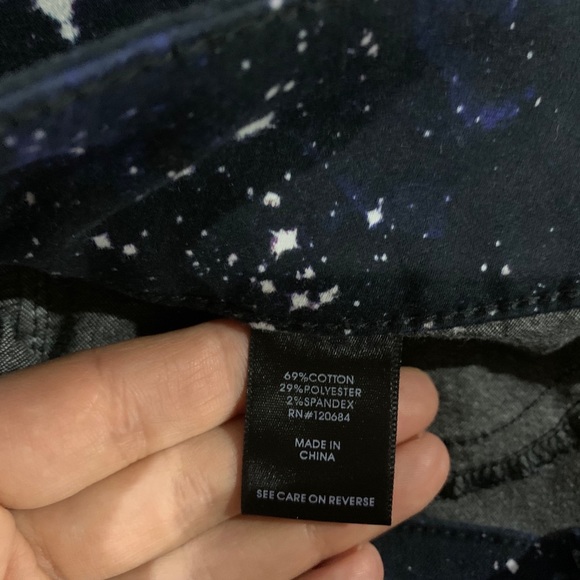 69%COTTON
29%POLYESTER
2%SPANDEX
RN#120684
MADE IN
CHINA
SEE CARE ON REVERSE